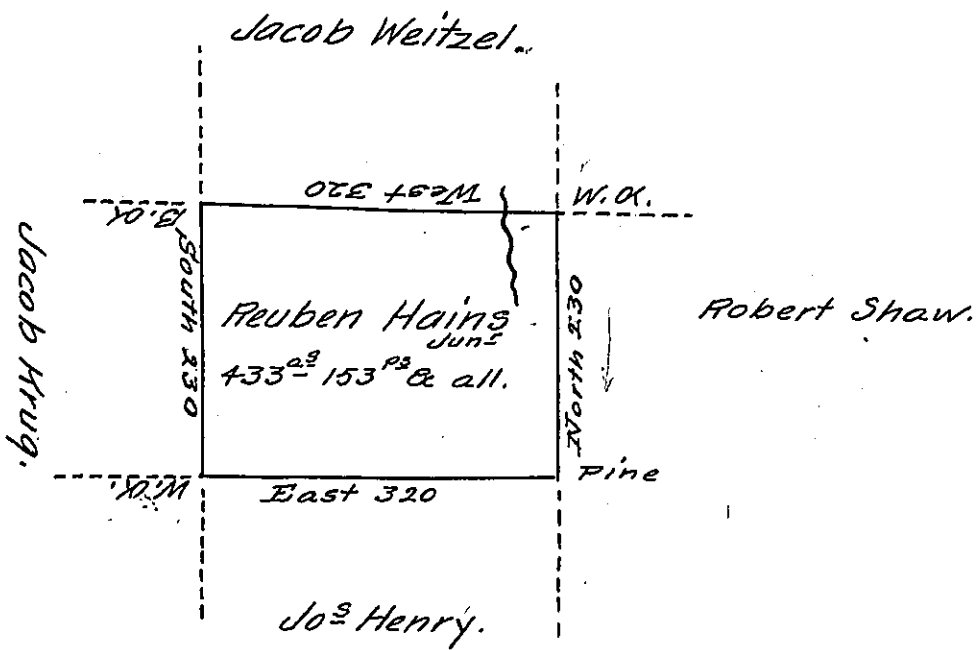 Jacob Weitzel.
West 320
W.O.
B.O.
South 230
Jacob Krug.
Reuben Hains
Junr
433as 153ps & all.
North 230
Robert Shaw.
W.O.
East 320
Pine
Jos Henry.